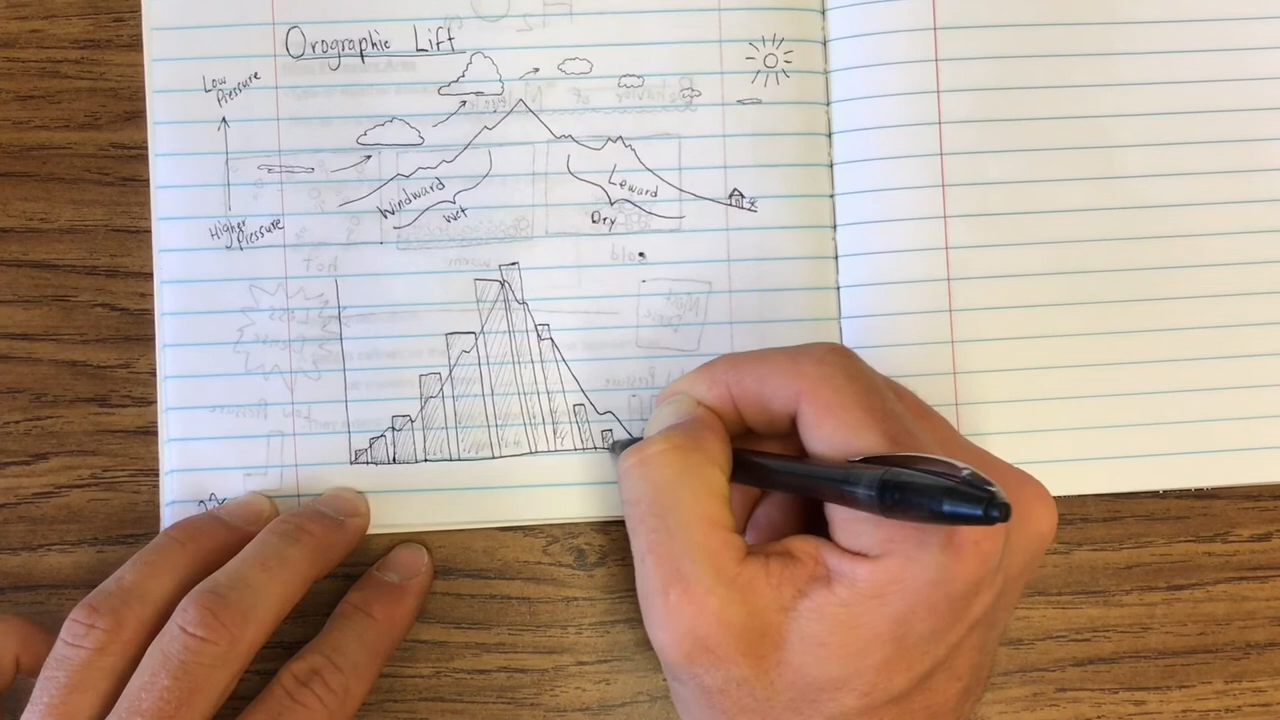 Orographic Lift
Low
Pressure
Windward
Wet
Leward
Dry
Higher
Pressure